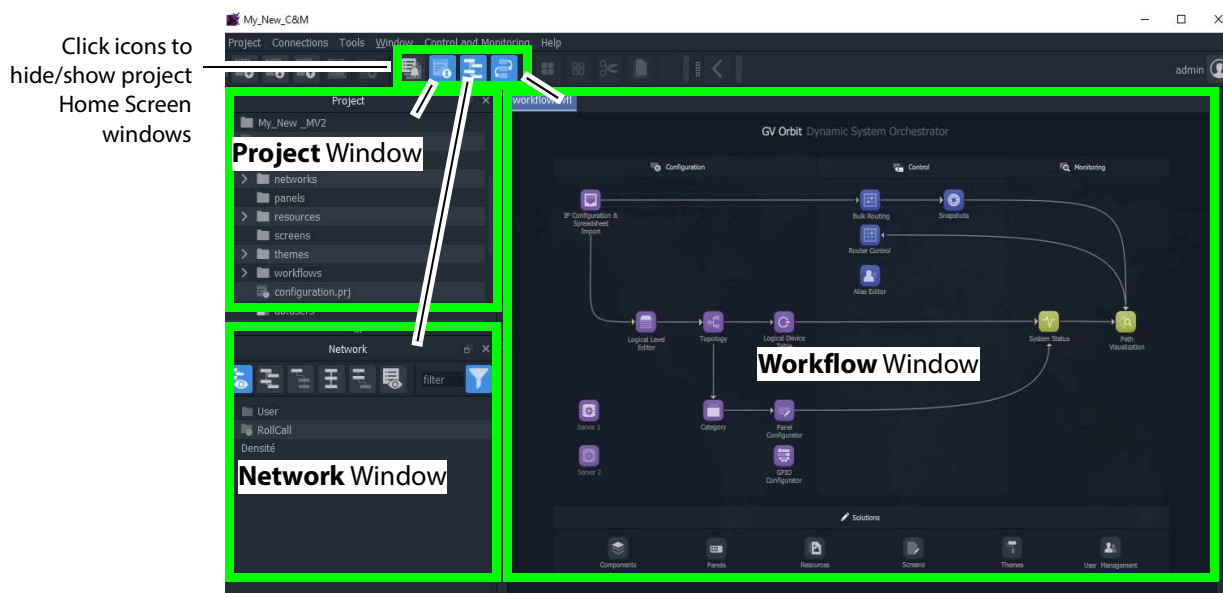 My_New_C&M
Project Connections Tools Window Control and Monitoring Help
Click icons to
hide/show project
Home Screen
windows
admin
Project
workflow.wfl
My_New _MV2
Project Window
networks
panels
resources
screens
themes
workflows
configuration.prj
db.users
Network
filter
User
RollCall
Densité
Network Window
GV Orbit Dynamic System Orchestrator
Configuration
Control
Monitoring
IP Configuration &
Spreadsheet
Import
Bulk Routing
Snapshots
Router Control
Alias Editor
Logical Level
Editor
Topology
Logical Device
Table
System Status
Path
Visualization
Workflow Window
Server 1
Category
Panel
Configurator
Server 2
GPIO
Configurator
Solutions
Components
Panels
Resources
Screens
Themes
User Management